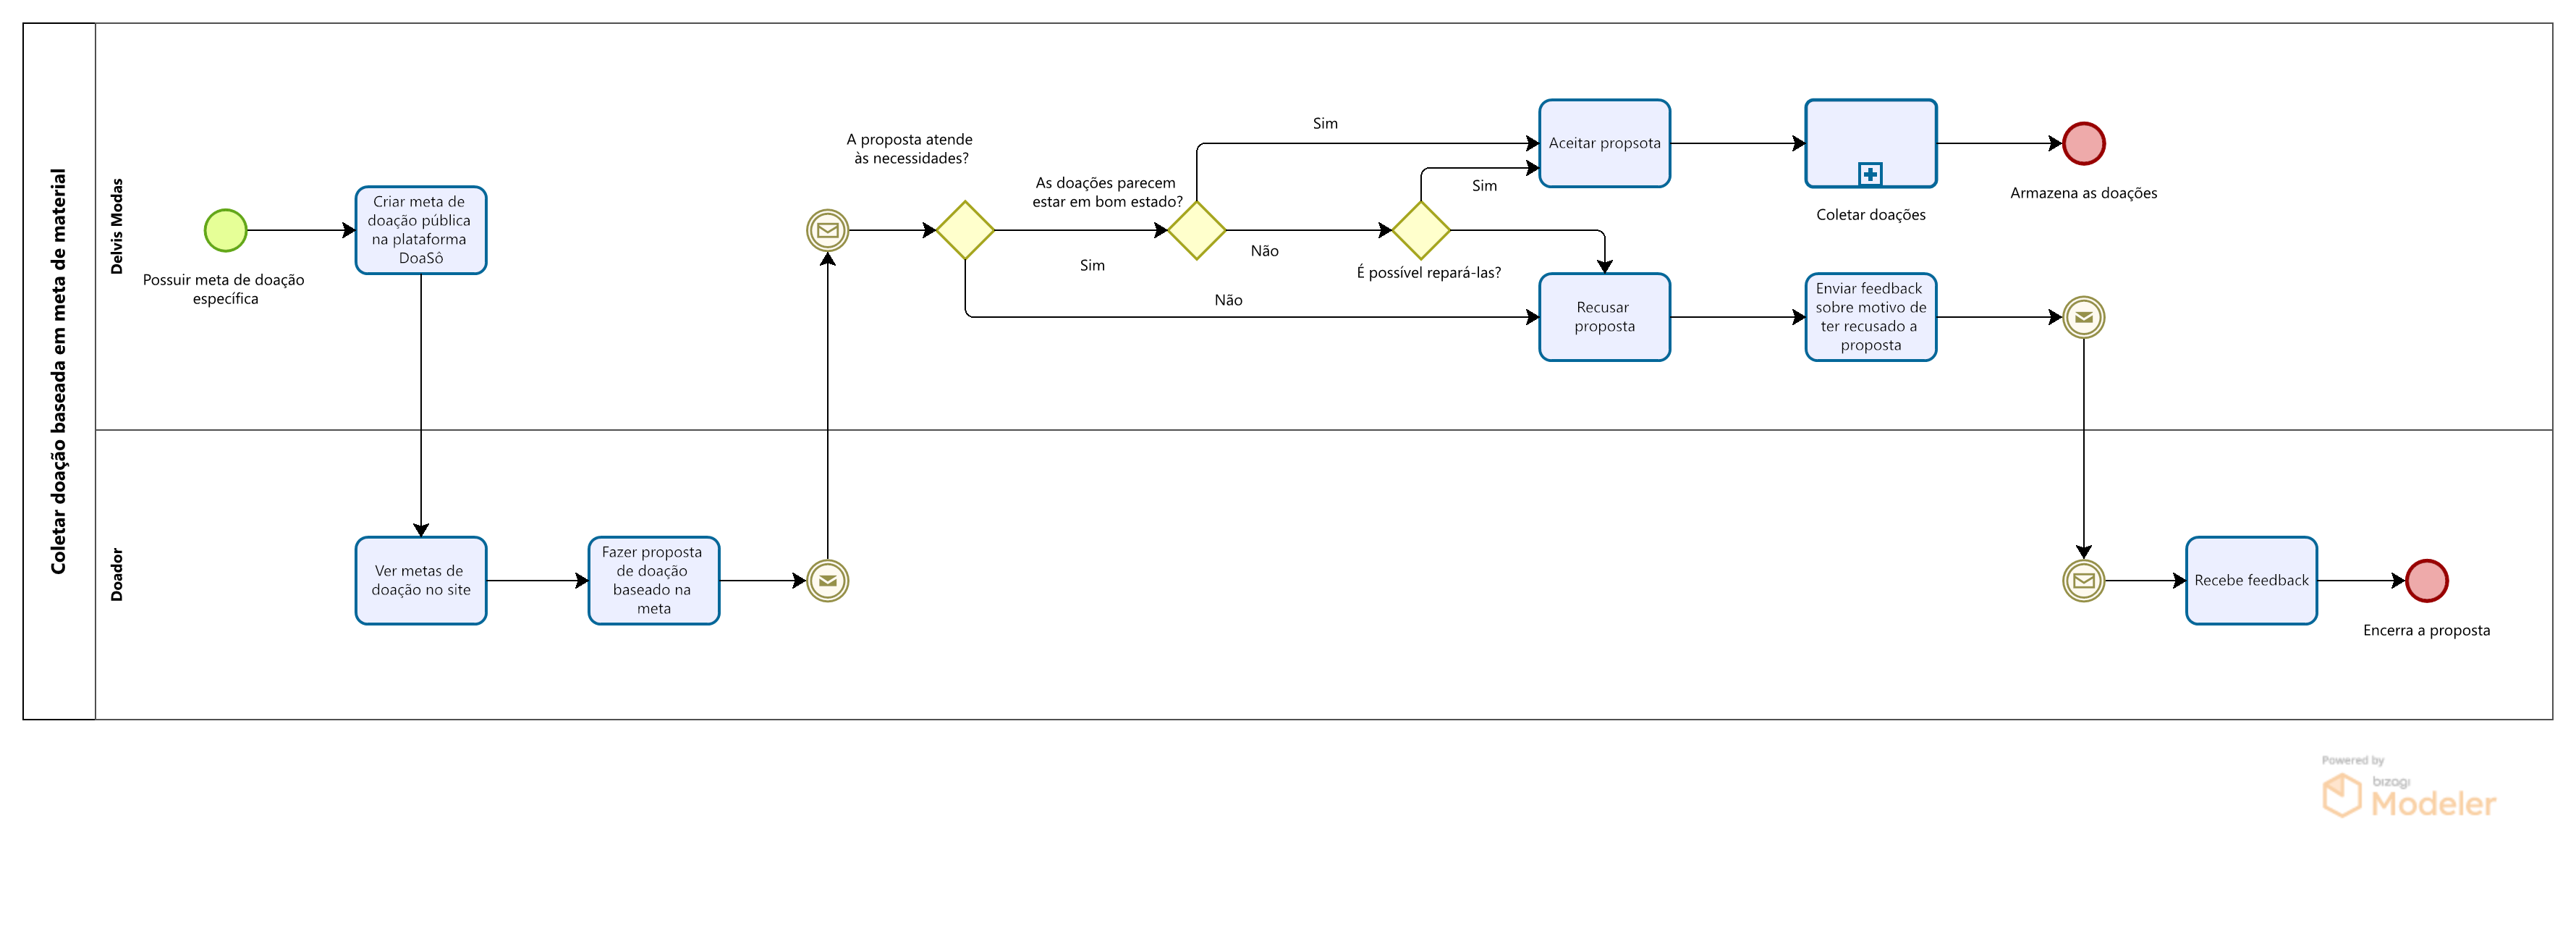 Coletar doação baseada em meta de material
Delvis Modas
Possuir meta de doação
específica
Criar meta de
doação pública
na plataforma
DoaSô
A proposta atende
às necessidades?
Sim
Não
As doações parecem
estar em bom estado?
Sim
Não
É possível repará-las?
Sim
Aceitar propsota
Coletar doações
Armazena as doações
Recusar
proposta
Enviar feedback
sobre motivo de
ter recusado a
proposta
Doador
Ver metas de
doação no site
Fazer proposta
de doação
baseado na
meta
Recebe feedback
Encerra a proposta
Powered by
bizagi
Modeler